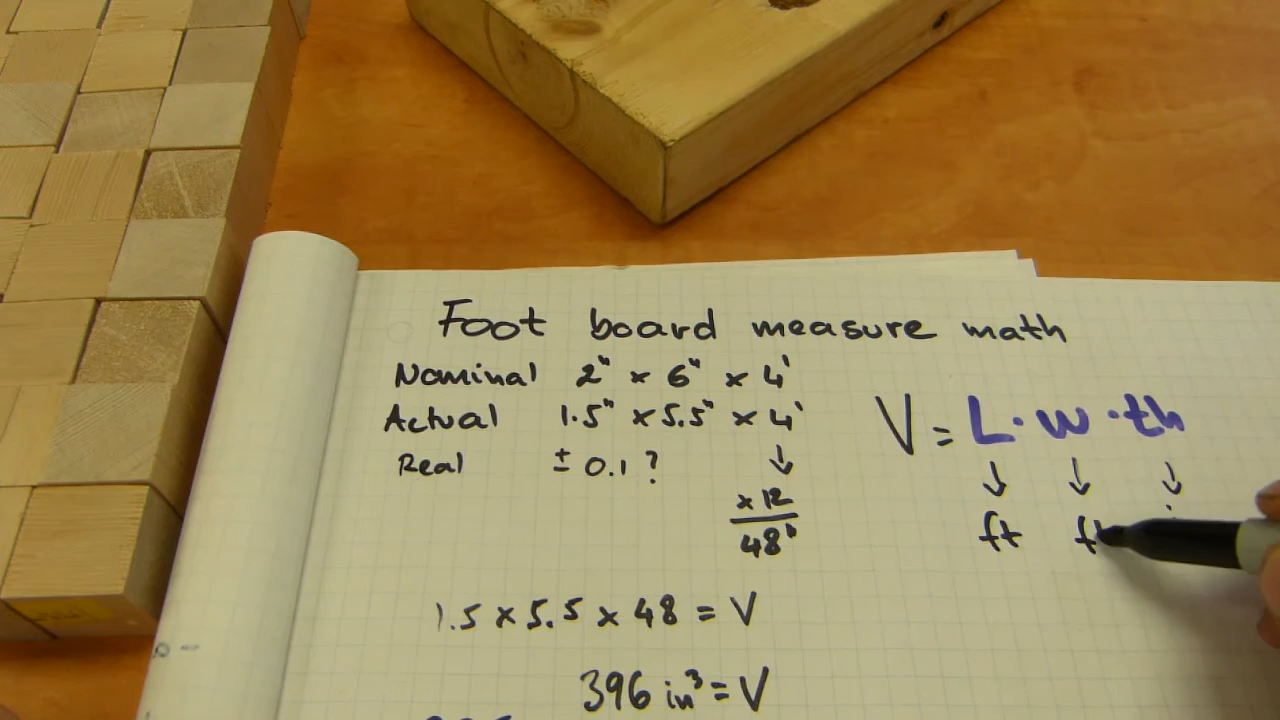 Foot board measure math
Nominal 2" x 6" x 4'
Actual 1.5" x 5.5" x 4'
Real ± 0.1 ?
↓
x 12
48"
V = L · w · th
↓ ↓ ↓
ft ft
1.5 x 5.5 x 48 = V
396 in³ = V